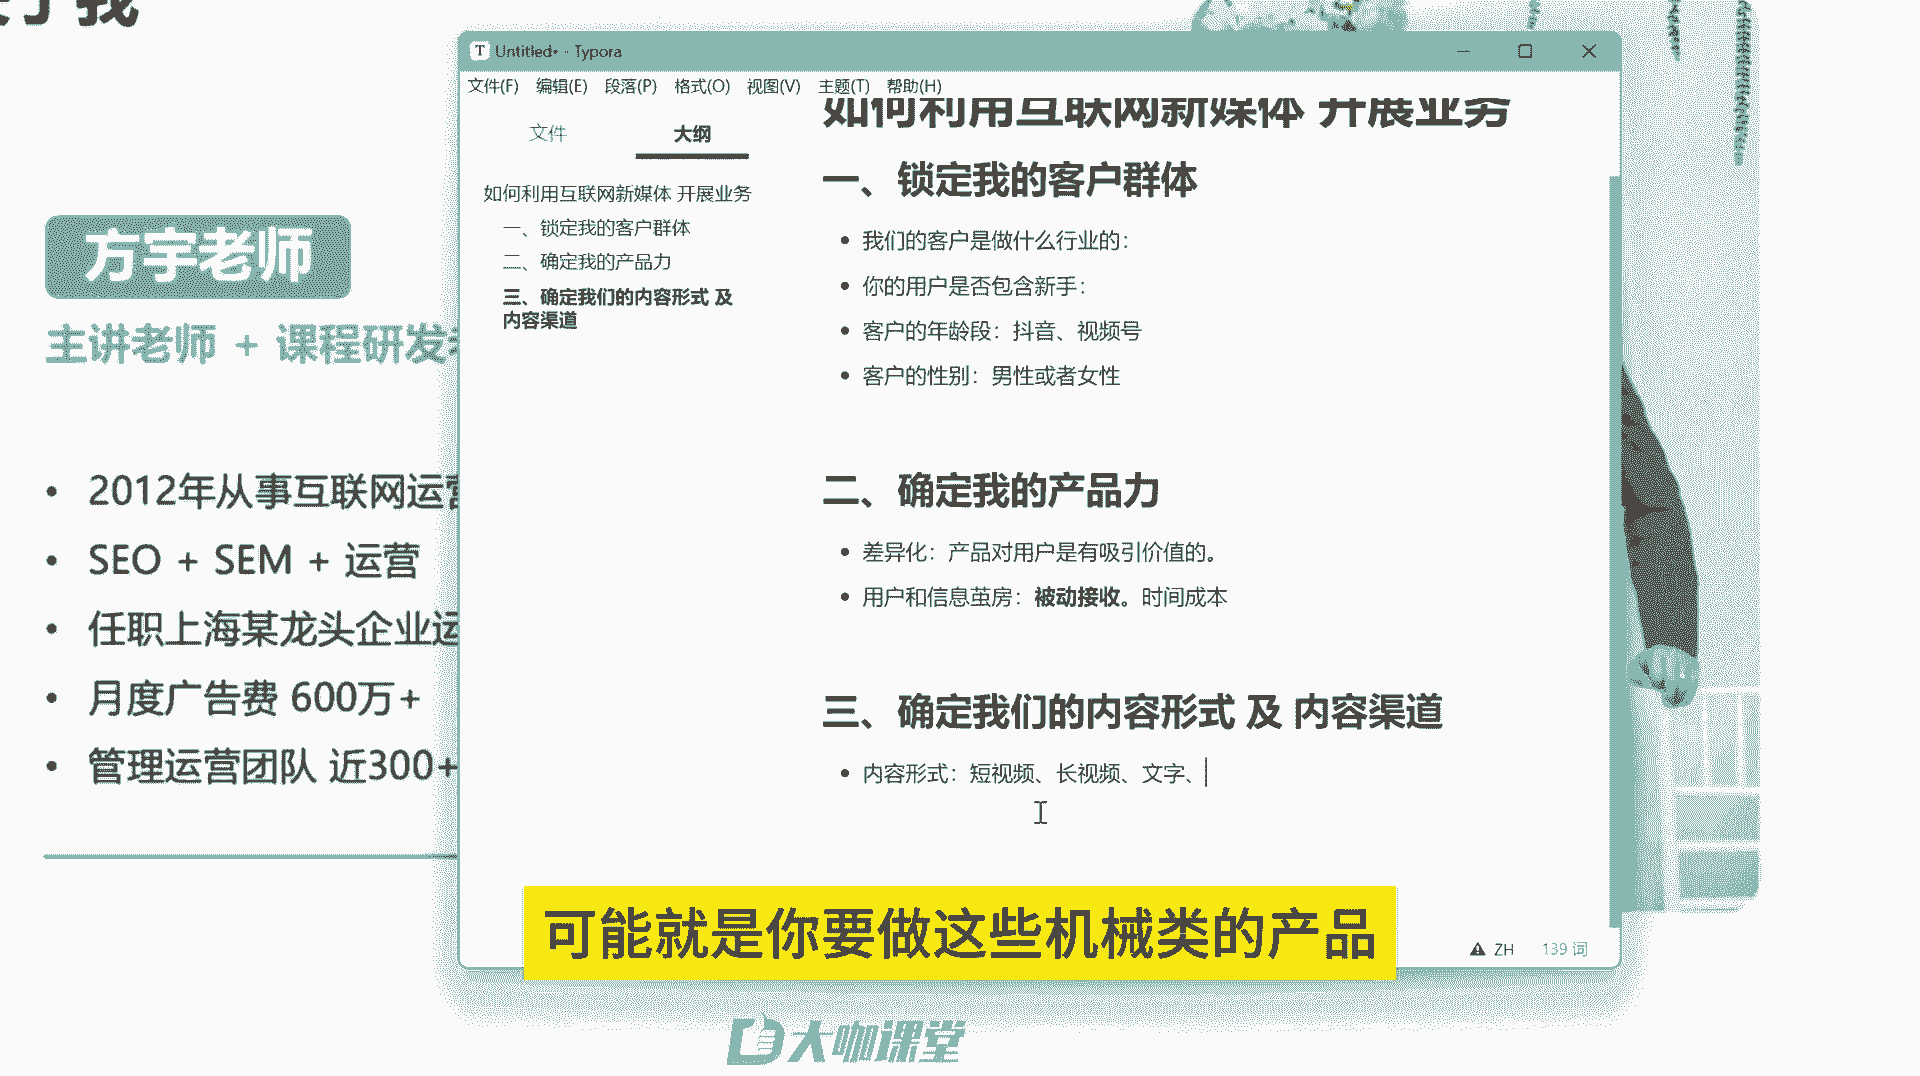 我
Untitled• - Typora
文件(F) 编辑(E) 段落(P) 格式(O) 视图(V) 主题(T) 帮助(H)
文件 大纲
如何利用互联网新媒体 开展业务
一、锁定我的客户群体
二、确定我的产品力
三、确定我们的内容形式 及
内容渠道
如何利用互联网新媒体 开展业务
一、锁定我的客户群体
• 我们的客户是做什么行业的：
• 你的用户是否包含新手：
• 客户的年龄段：抖音、视频号
• 客户的性别：男性或者女性
二、确定我的产品力
• 差异化：产品对用户是有吸引价值的。
• 用户和信息茧房：被动接收。时间成本
三、确定我们的内容形式 及 内容渠道
• 内容形式：短视频、长视频、文字、
ZH 139 词
方宇老师
主讲老师 + 课程研发
• 2012年从事互联网运营
• SEO + SEM + 运营
• 任职上海某龙头企业运
• 月度广告费 600万+
• 管理运营团队 近300+
可能就是你要做这些机械类的产品
大咖课堂